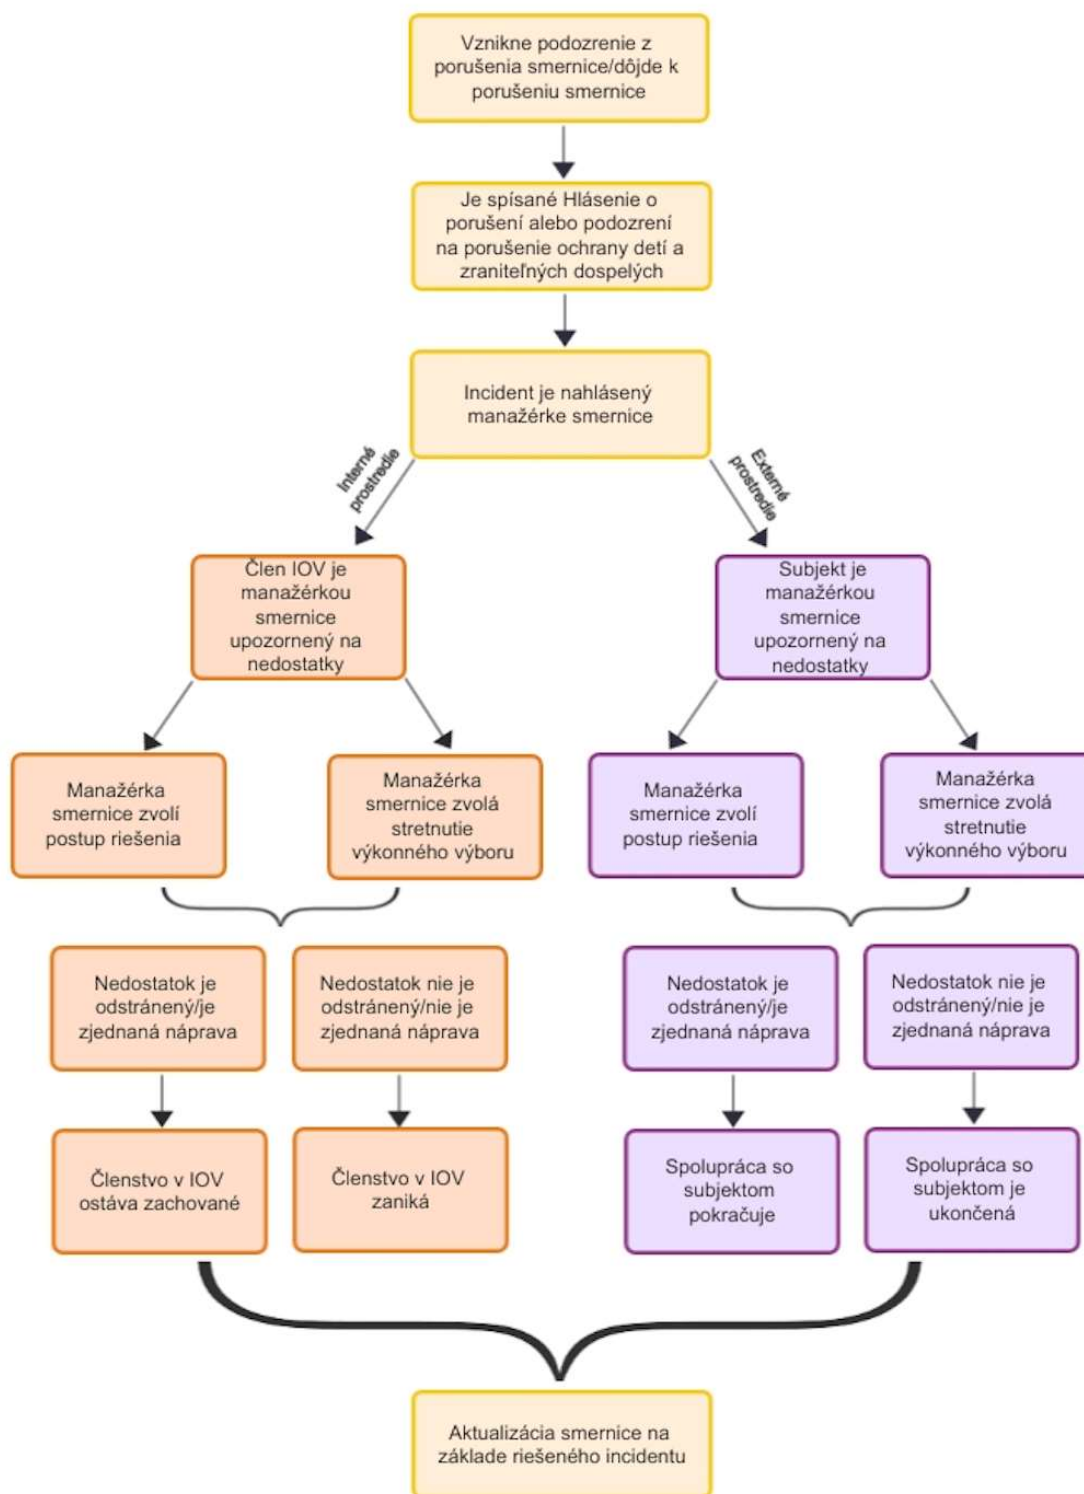 Vznikne podozrenie z
porušenia smernice/dôjde k
porušeniu smernice
Je spísané Hlásenie o
porušení alebo podozrení
na porušenie ochrany detí a
zraniteľných dospelých
Incident je nahlásený
manažérke smernice
Interné
prostredie
Externé
prostredie
Člen IOV je
manažérkou
smernice
upozornený na
nedostatky
Subjekt je
manažérkou
smernice
upozornený na
nedostatky
Manažérka
smernice zvolí
postup riešenia
Manažérka
smernice zvolá
stretnutie
výkonného výboru
Manažérka
smernice zvolí
postup riešenia
Manažérka
smernice zvolá
stretnutie
výkonného výboru
Nedostatok je
odstránený/je
zjednaná náprava
Nedostatok nie je
odstránený/nie je
zjednaná náprava
Nedostatok je
odstránený/je
zjednaná náprava
Nedostatok nie je
odstránený/nie je
zjednaná náprava
Členstvo v IOV
ostáva zachované
Členstvo v IOV
zaniká
Spolupráca so
subjektom
pokračuje
Spolupráca so
subjektom je
ukončená
Aktualizácia smernice na
základe riešeného incidentu